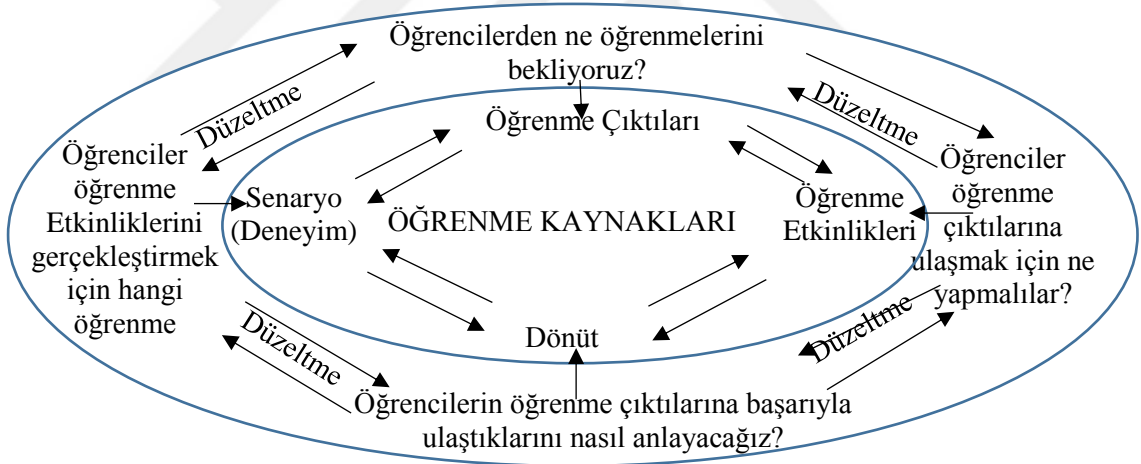 Öğrencilerden ne öğrenmelerini
bekliyoruz?
Düzeltme
Düzeltme
Öğrenme Çıktıları
Öğrenciler
öğrenme
Etkinliklerini
gerçekleştirmek
için hangi
öğrenme
Senaryo
(Deneyim)
ÖĞRENME KAYNAKLARI
Öğrenme
Etkinlikleri
Öğrenciler
öğrenme
çıktılarına
ulaşmak için ne
yapmalılar?
Dönüt
Düzeltme
Düzeltme
Öğrencilerin öğrenme çıktılarına başarıyla
ulaştıklarını nasıl anlayacağız?